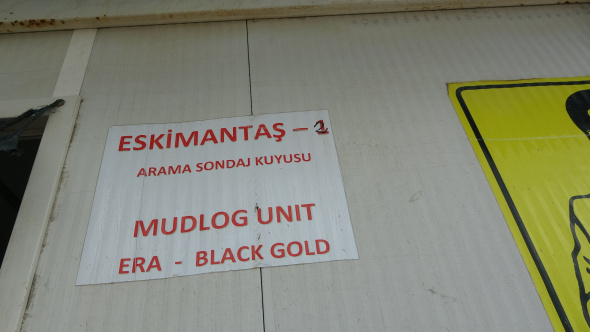 ESKİMANTAŞ – 1
ARAMA SONDAJ KUYUSU
MUDLOG UNIT
ERA - BLACK GOLD